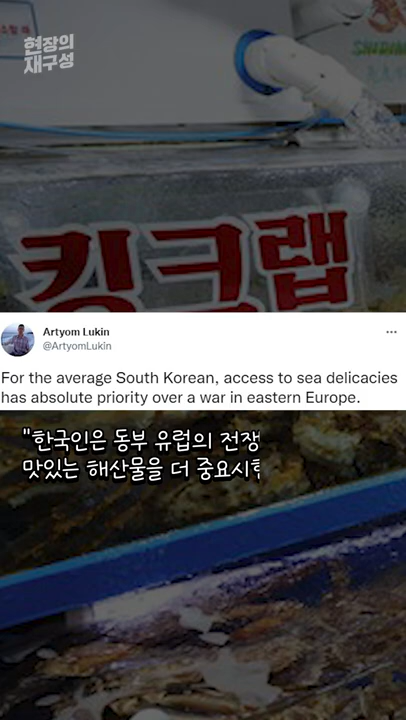 현장의
재구성
킹크랩
Artyom Lukin
@ArtyomLukin
For the average South Korean, access to sea delicacies
has absolute priority over a war in eastern Europe.
"한국인은 동부 유럽의 전쟁
맛있는 해산물을 더 중요시